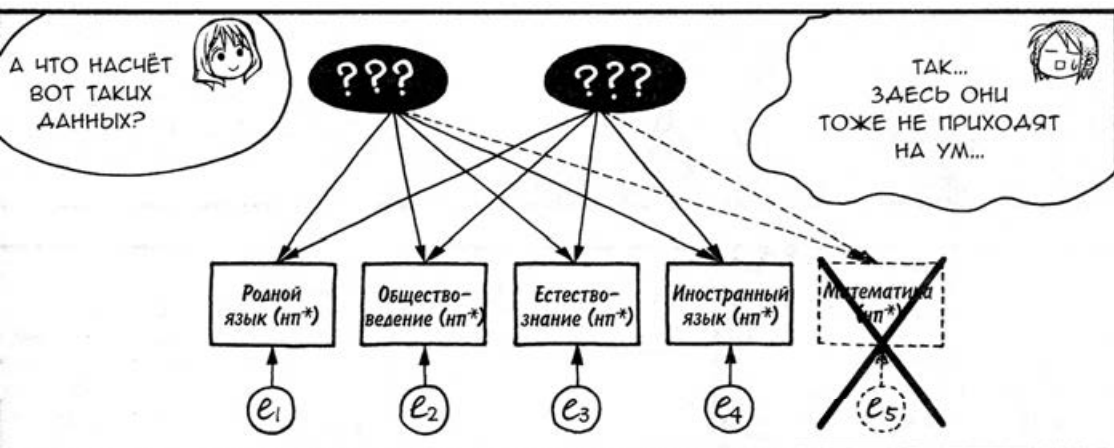 А ЧТО НАСЧЁТ
ВОТ ТАКИХ
ДАННЫХ?
???
???
ТАК...
ЗДЕСЬ ОНИ
ТОЖЕ НЕ ПРИХОДЯТ
НА УМ...
Родной
язык (нп*)
Общество-
ведение (нп*)
Естество-
знание (нп*)
Иностранный
язык (нп*)
Математика
(нп*)
e1
e2
e3
e4
e5